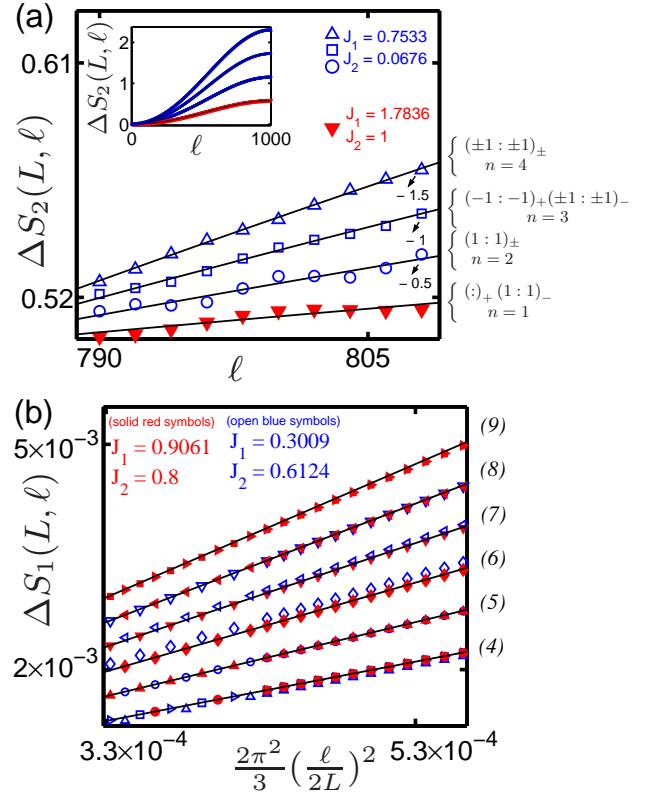 (a)
ΔS₂(L, ℓ)
0.61
0.52
790
805
ℓ
ΔS₂(L, ℓ)
2
1
0
0
1000
ℓ
J₁ = 0.7533
J₂ = 0.0676
J₁ = 1.7836
J₂ = 1
− 1.5
− 1
− 0.5
{ (±1 : ±1)±
n = 4
{ (−1 : −1)₊(±1 : ±1)₋
n = 3
{ (1 : 1)±
n = 2
{ (:)₊ (1 : 1)₋
n = 1
(b)
ΔS₁(L, ℓ)
5×10⁻³
2×10⁻³
(solid red symbols)
J₁ = 0.9061
J₂ = 0.8
(open blue symbols)
J₁ = 0.3009
J₂ = 0.6124
(9)
(8)
(7)
(6)
(5)
(4)
3.3×10⁻⁴
5.3×10⁻⁴
2π²/3 (ℓ/2L)²